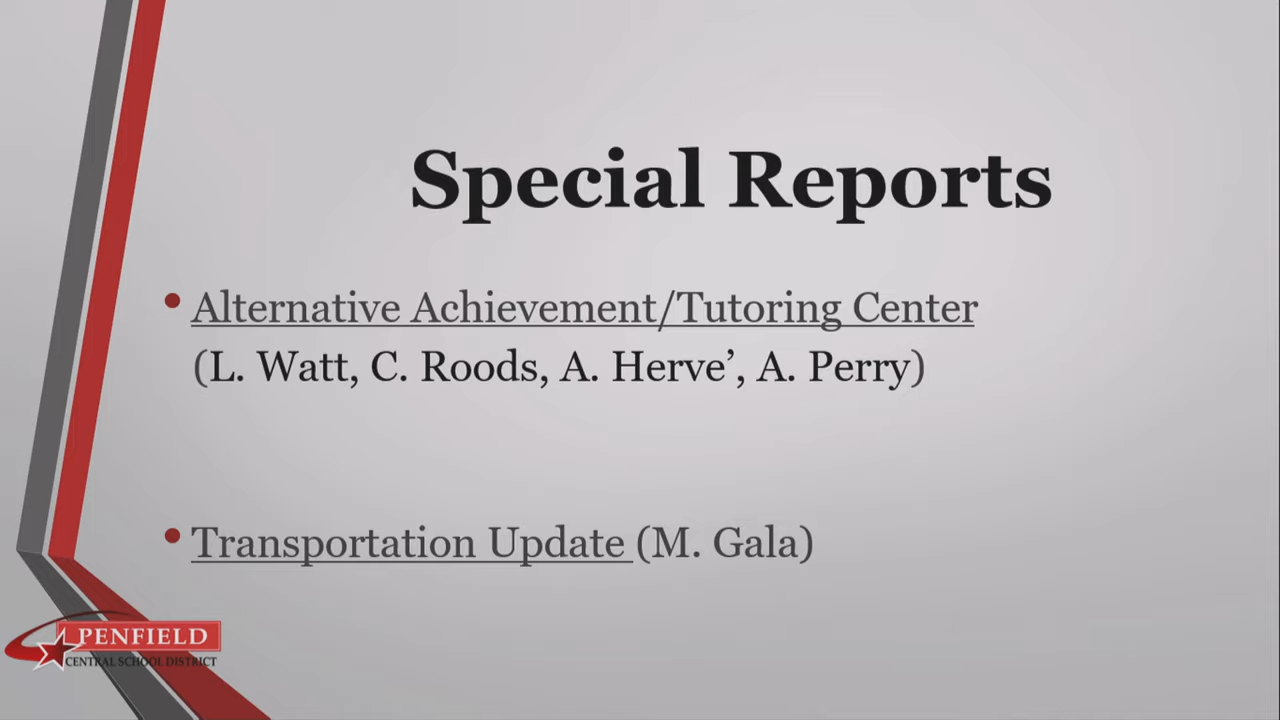 Special Reports
• Alternative Achievement/Tutoring Center
(L. Watt, C. Roods, A. Herve’, A. Perry)
• Transportation Update (M. Gala)
PENFIELD
CENTRAL SCHOOL DISTRICT